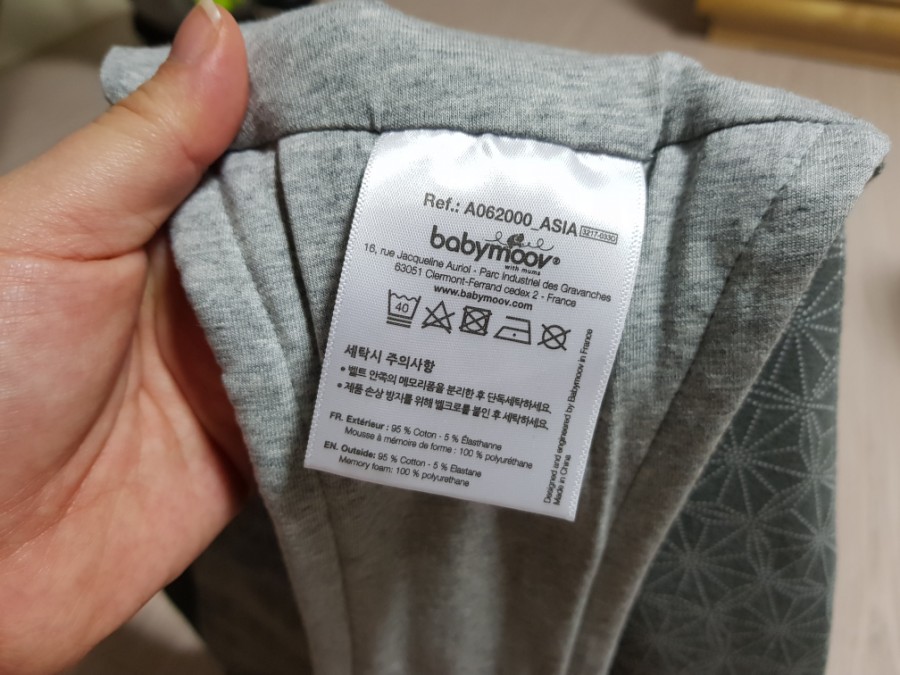 Ref.: A062000_ASIA 3217-033C
babymoov®
with mums
16, rue Jacqueline Auriol - Parc Industriel des Gravanches
63051 Clermont-Ferrand cedex 2 - France
www.babymoov.com
40
세탁시 주의사항
• 벨트 안쪽의 메모리폼을 분리한 후 단독세탁하세요.
• 제품 손상 방지를 위해 벨크로를 붙인 후 세탁하세요.
FR. Extérieur : 95 % Coton - 5 % Élasthanne
Mousse à mémoire de forme : 100 % polyuréthane
EN. Outside: 95 % Cotton - 5 % Elastane
Memory foam: 100 % polyurethane
Designed and engineered by Babymoov in France
Made in China